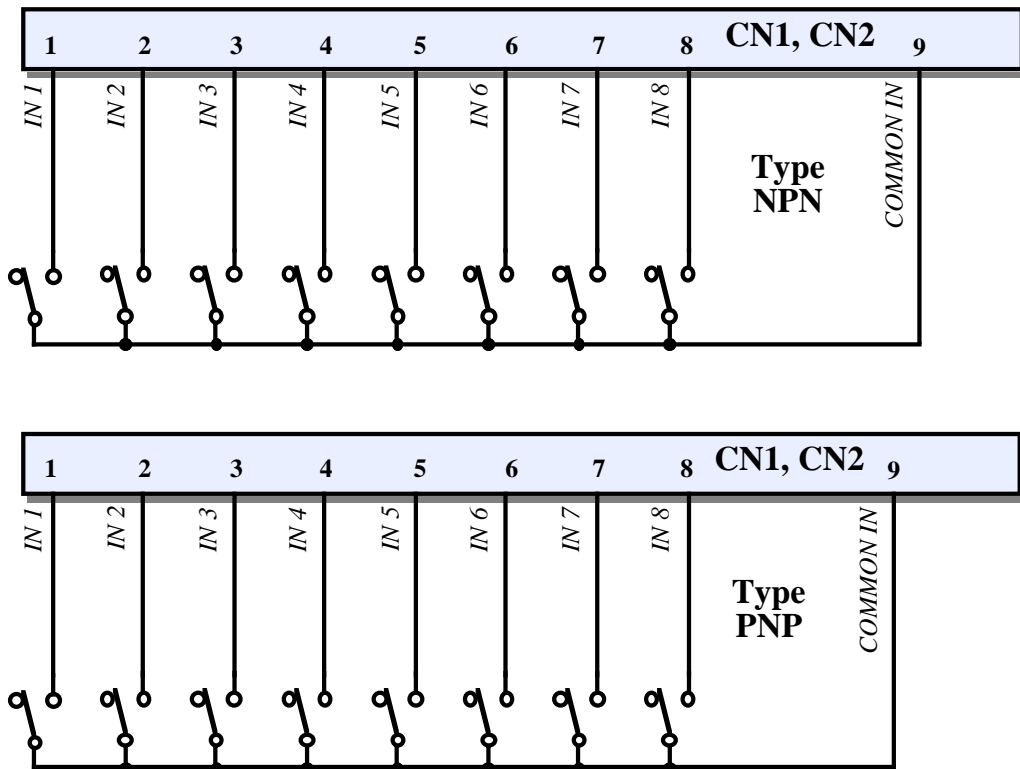 1 2 3 4 5 6 7 8 CN1, CN2 9
IN 1 IN 2 IN 3 IN 4 IN 5 IN 6 IN 7 IN 8 COMMON IN
Type
NPN
1 2 3 4 5 6 7 8 CN1, CN2 9
IN 1 IN 2 IN 3 IN 4 IN 5 IN 6 IN 7 IN 8 COMMON IN
Type
PNP